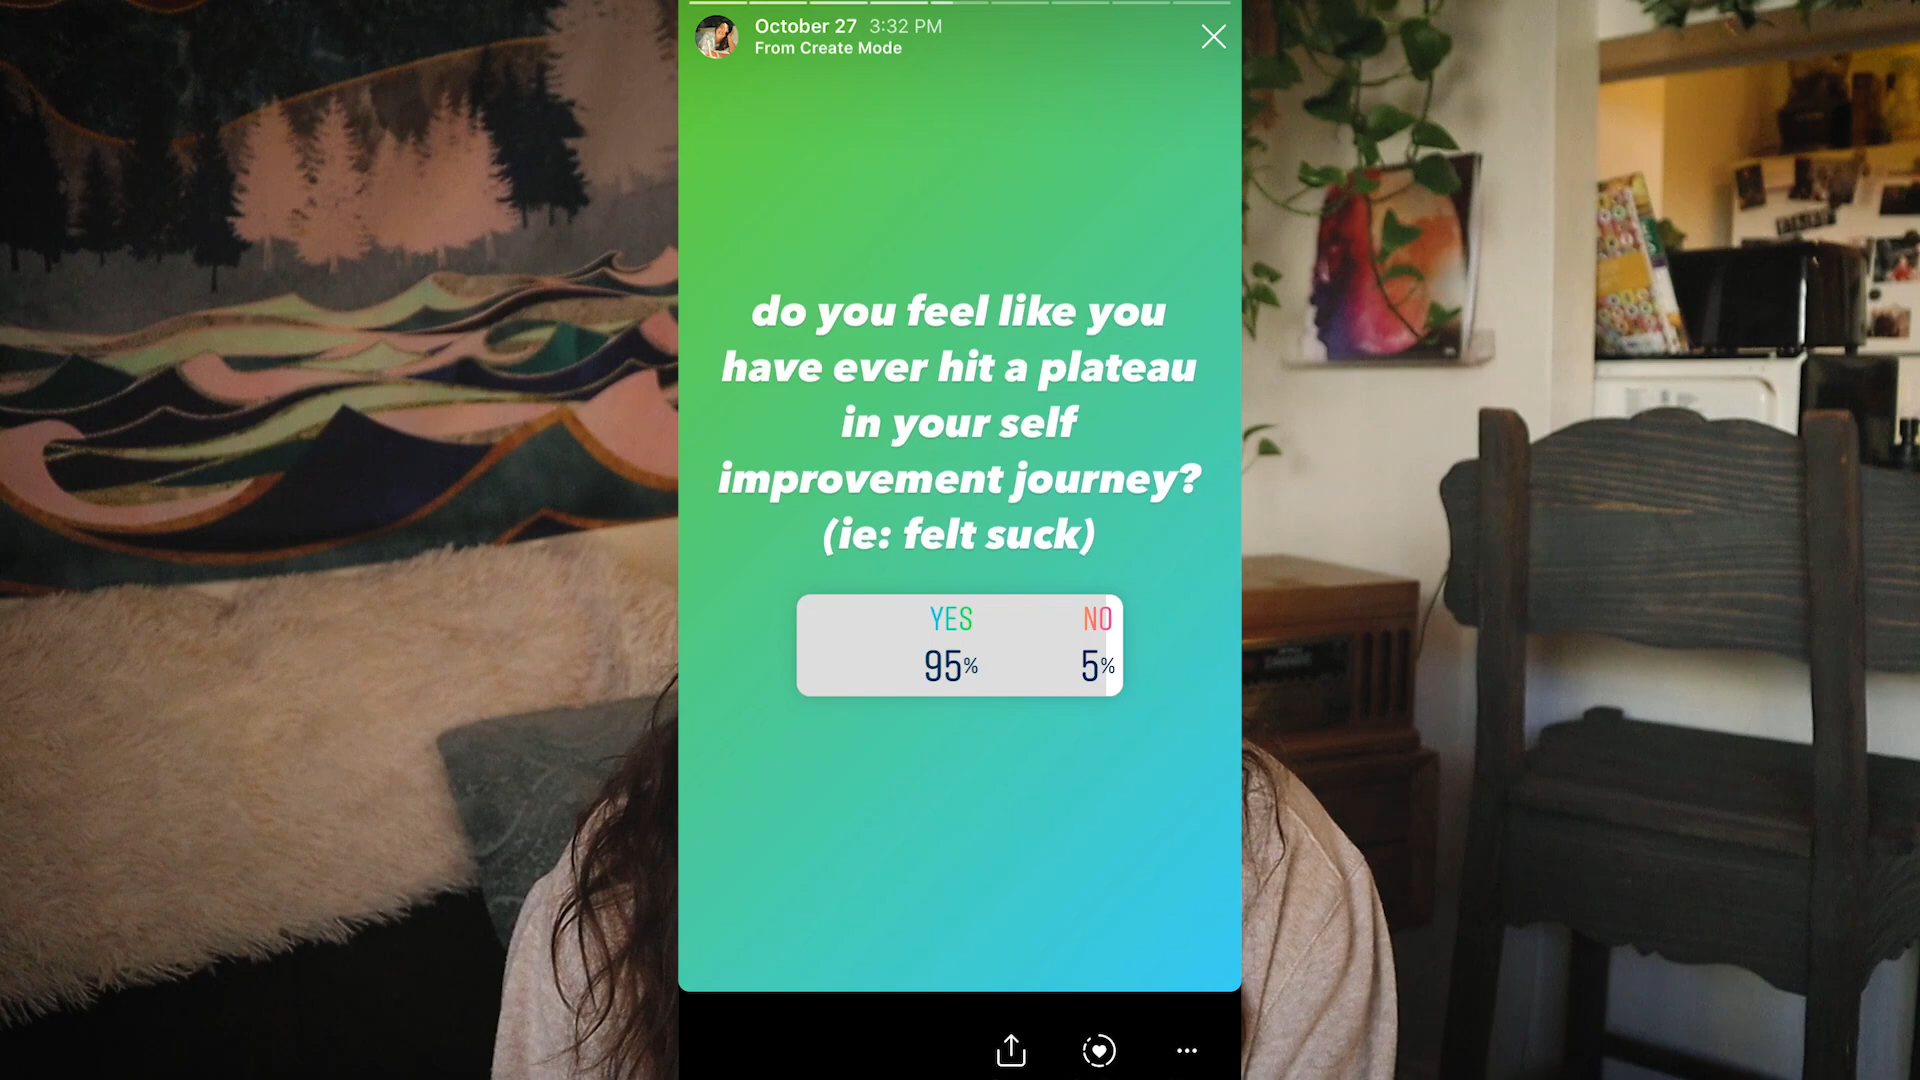 October 27 3:32 PM
From Create Mode
do you feel like you
have ever hit a plateau
in your self
improvement journey?
(ie: felt suck)
YES NO
95% 5%